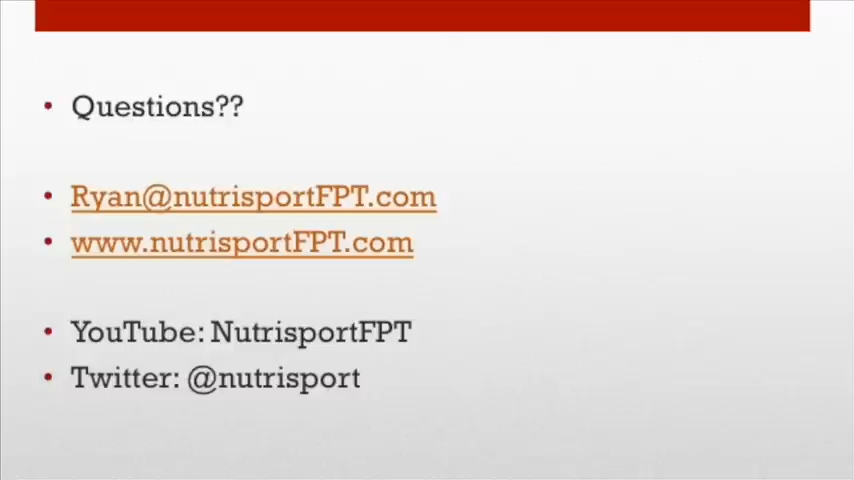 Questions??
Ryan@nutrisportFPT.com
www.nutrisportFPT.com
YouTube: NutrisportFPT
Twitter: @nutrisport